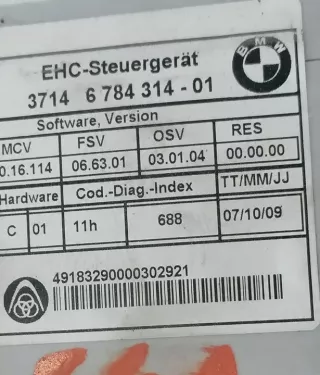 EHC-Steuergerät
BMW
3714 6 784 314 - 01
Software, Version
MCV FSV OSV RES
0.16.114 06.63.01 03.01.04 00.00.00
Hardware Cod.-Diag.-Index TT/MM/JJ
C 01 11h 688 07/10/09
49183290000302921